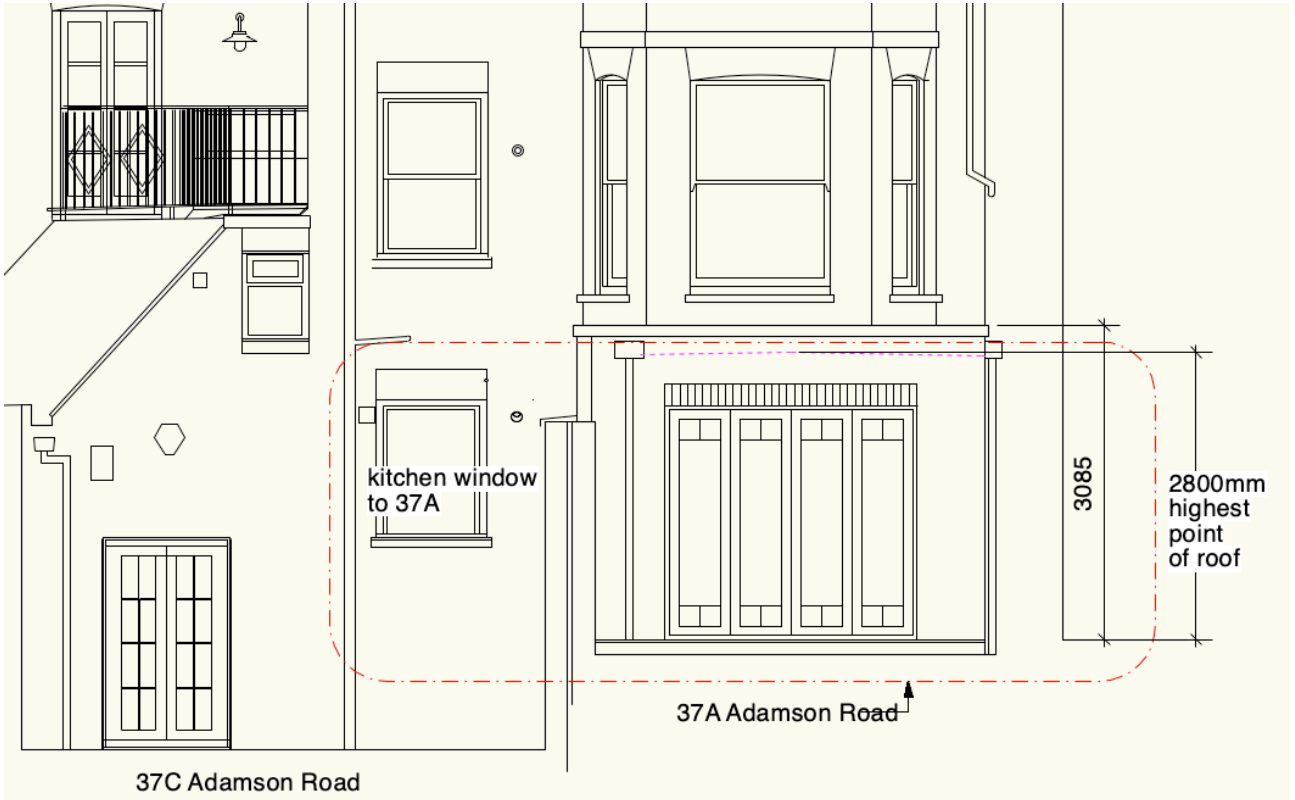 kitchen window
to 37A
3085
2800mm
highest
point
of roof
37A Adamson Road
37C Adamson Road